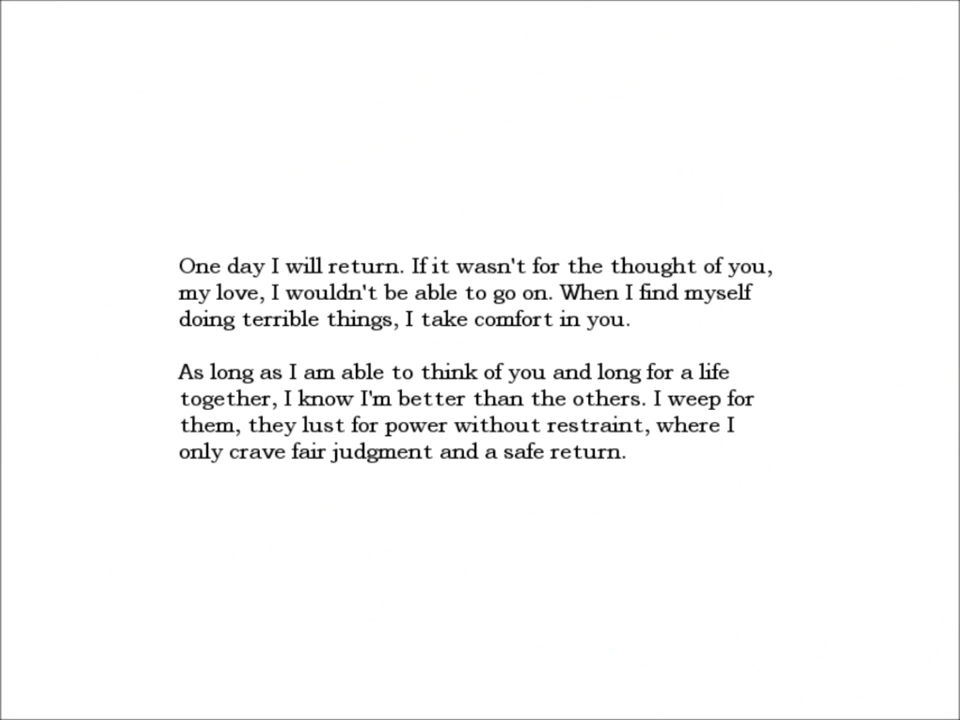 One day I will return. If it wasn't for the thought of you,
my love, I wouldn't be able to go on. When I find myself
doing terrible things, I take comfort in you.
As long as I am able to think of you and long for a life
together, I know I'm better than the others. I weep for
them, they lust for power without restraint, where I
only crave fair judgment and a safe return.